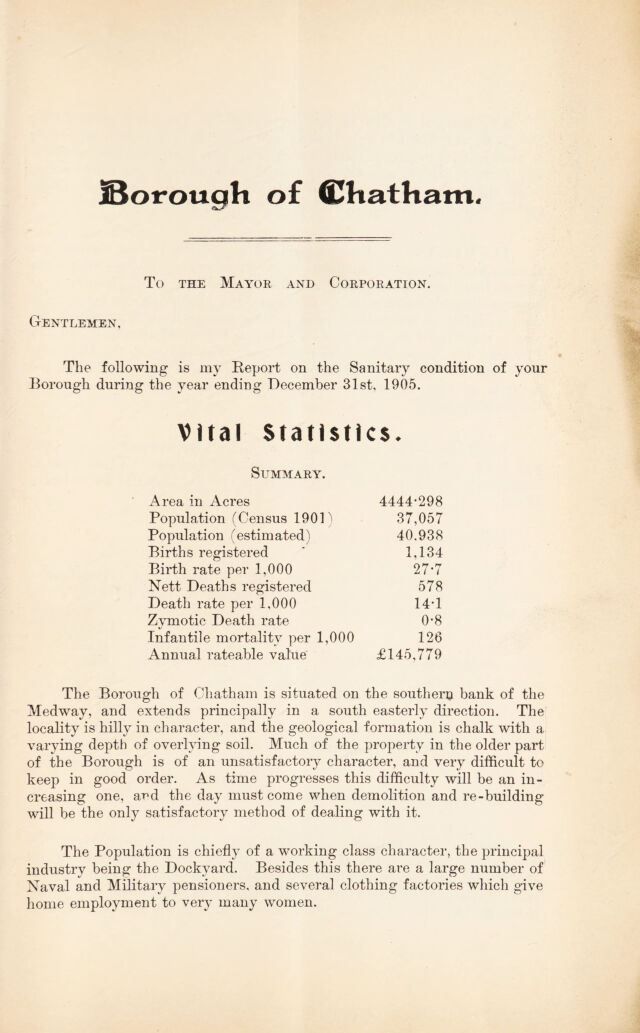 Borough of Chatham.
To the Mayor and Corporation.
Gentlemen,
The following is my Report on the Sanitary condition of your
Borough during the year ending December 31st, 1905.
Vital Statistics.
Summary.
Area in Acres 4444·298
Population (Census 1901) 37,057
Population (estimated) 40,938
Births registered 1,134
Birth rate per 1,000 27·7
Nett Deaths registered 578
Death rate per 1,000 14·1
Zymotic Death rate 0·8
Infantile mortality per 1,000 126
Annual rateable value £145,779
The Borough of Chatham is situated on the southern bank of the
Medway, and extends principally in a south easterly direction. The
locality is hilly in character, and the geological formation is chalk with a
varying depth of overlying soil. Much of the property in the older part
of the Borough is of an unsatisfactory character, and very difficult to
keep in good order. As time progresses this difficulty will be an in-
creasing one, and the day must come when demolition and re-building
will be the only satisfactory method of dealing with it.
The Population is chiefly of a working class character, the principal
industry being the Dockyard. Besides this there are a large number of
Naval and Military pensioners, and several clothing factories which give
home employment to very many women.